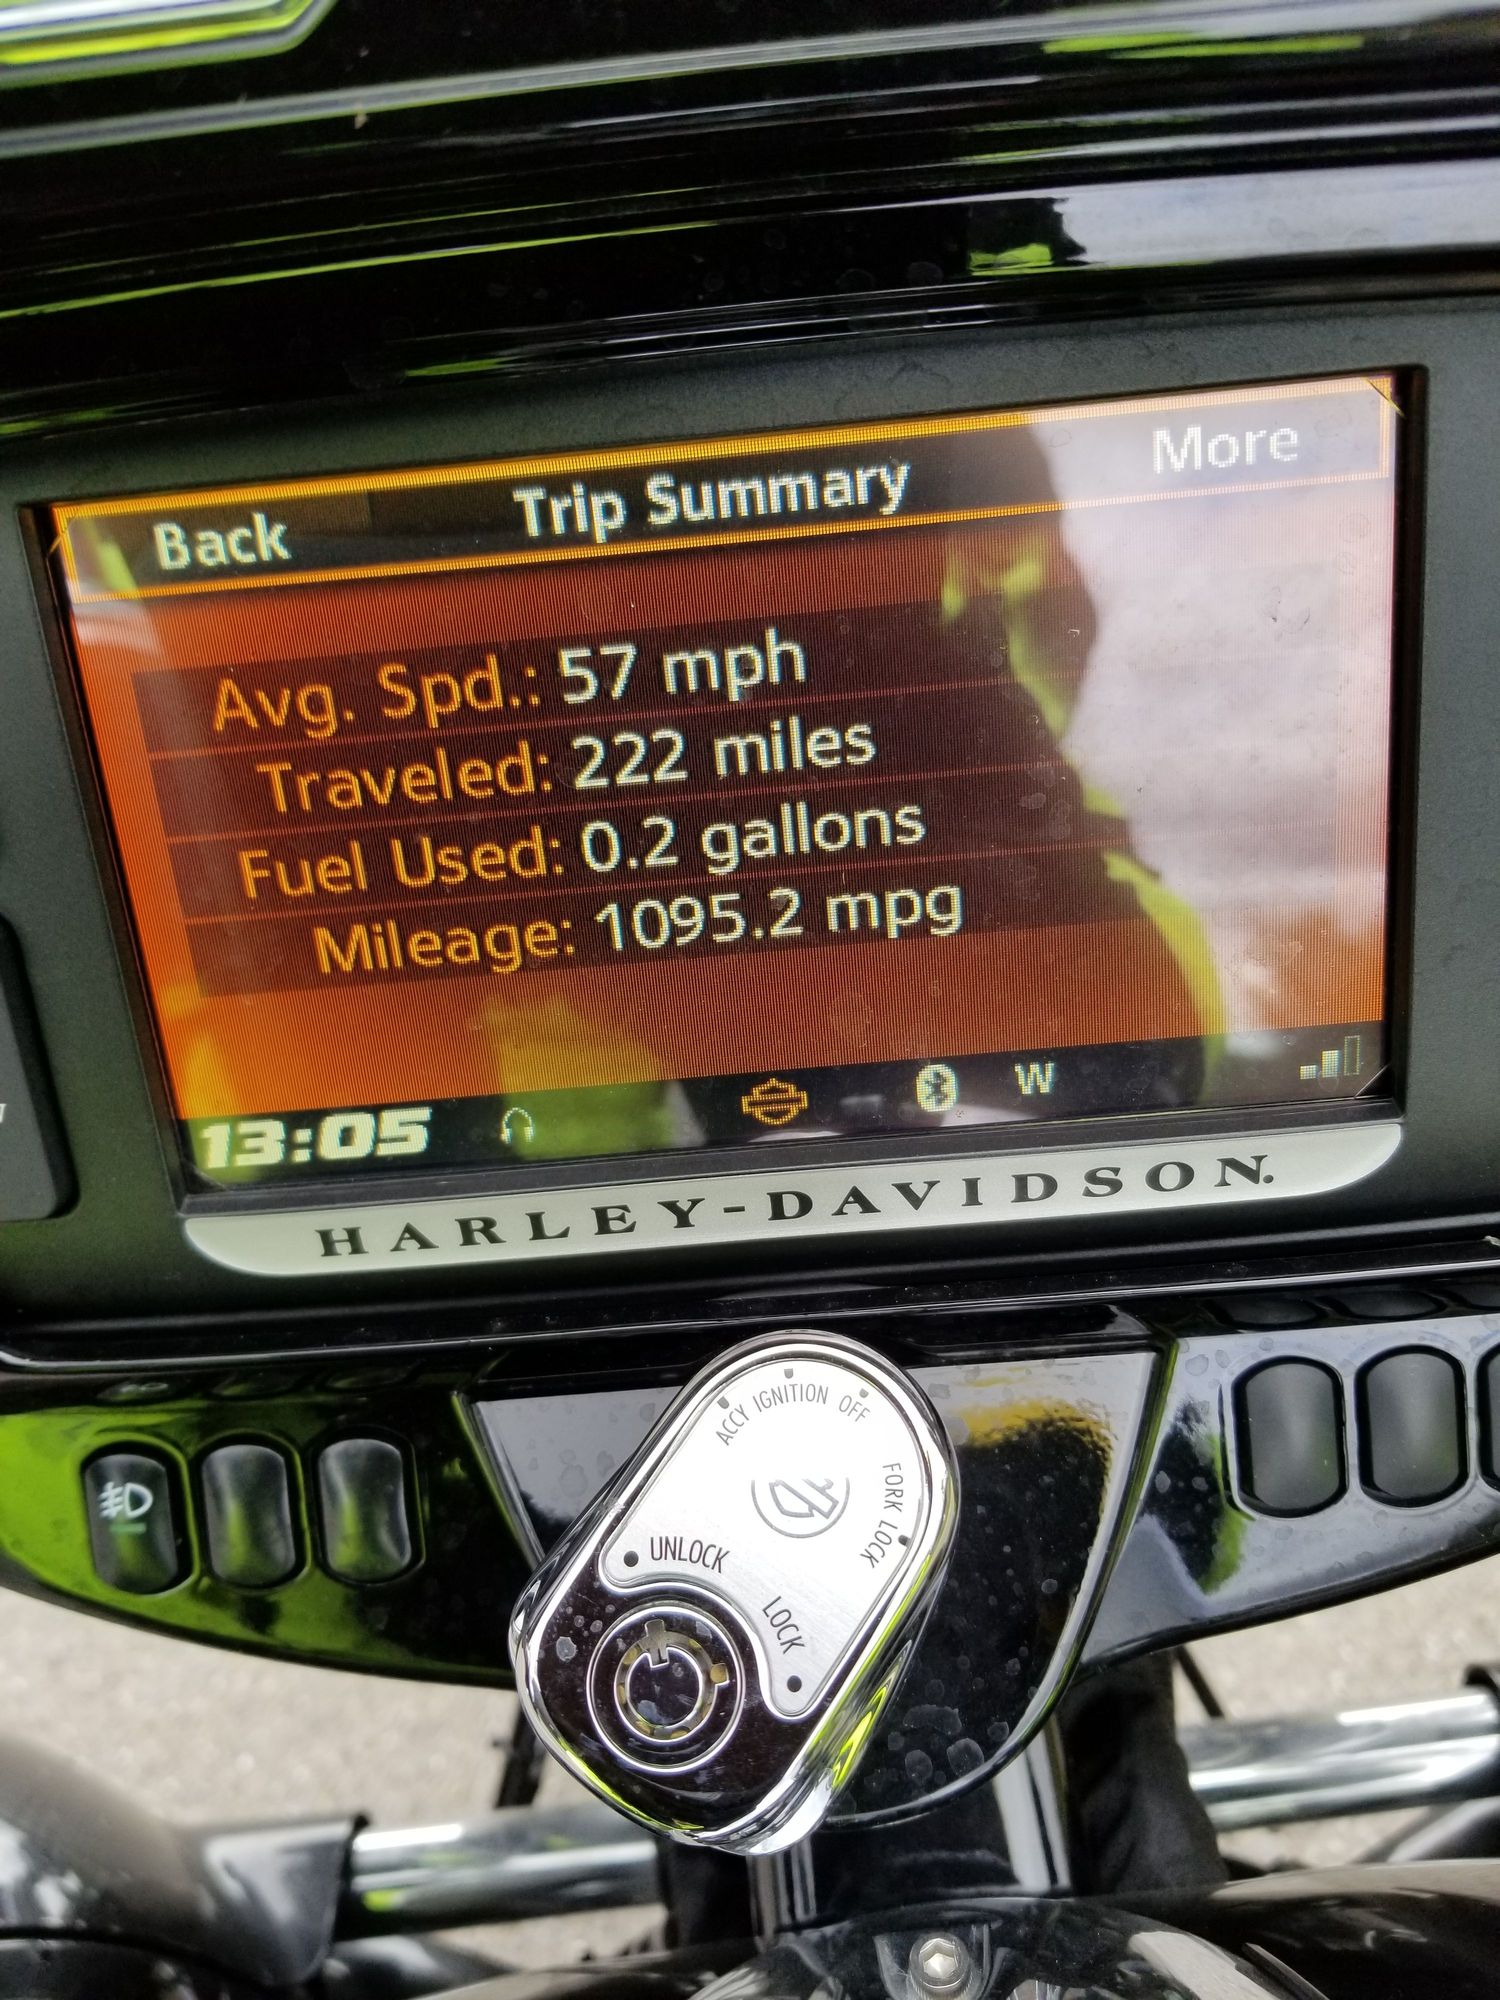 Back Trip Summary More
Avg. Spd.: 57 mph
Traveled: 222 miles
Fuel Used: 0.2 gallons
Mileage: 1095.2 mpg
13:05 W
HARLEY-DAVIDSON.
ACCY IGNITION OFF
FORK LOCK
UNLOCK
LOCK